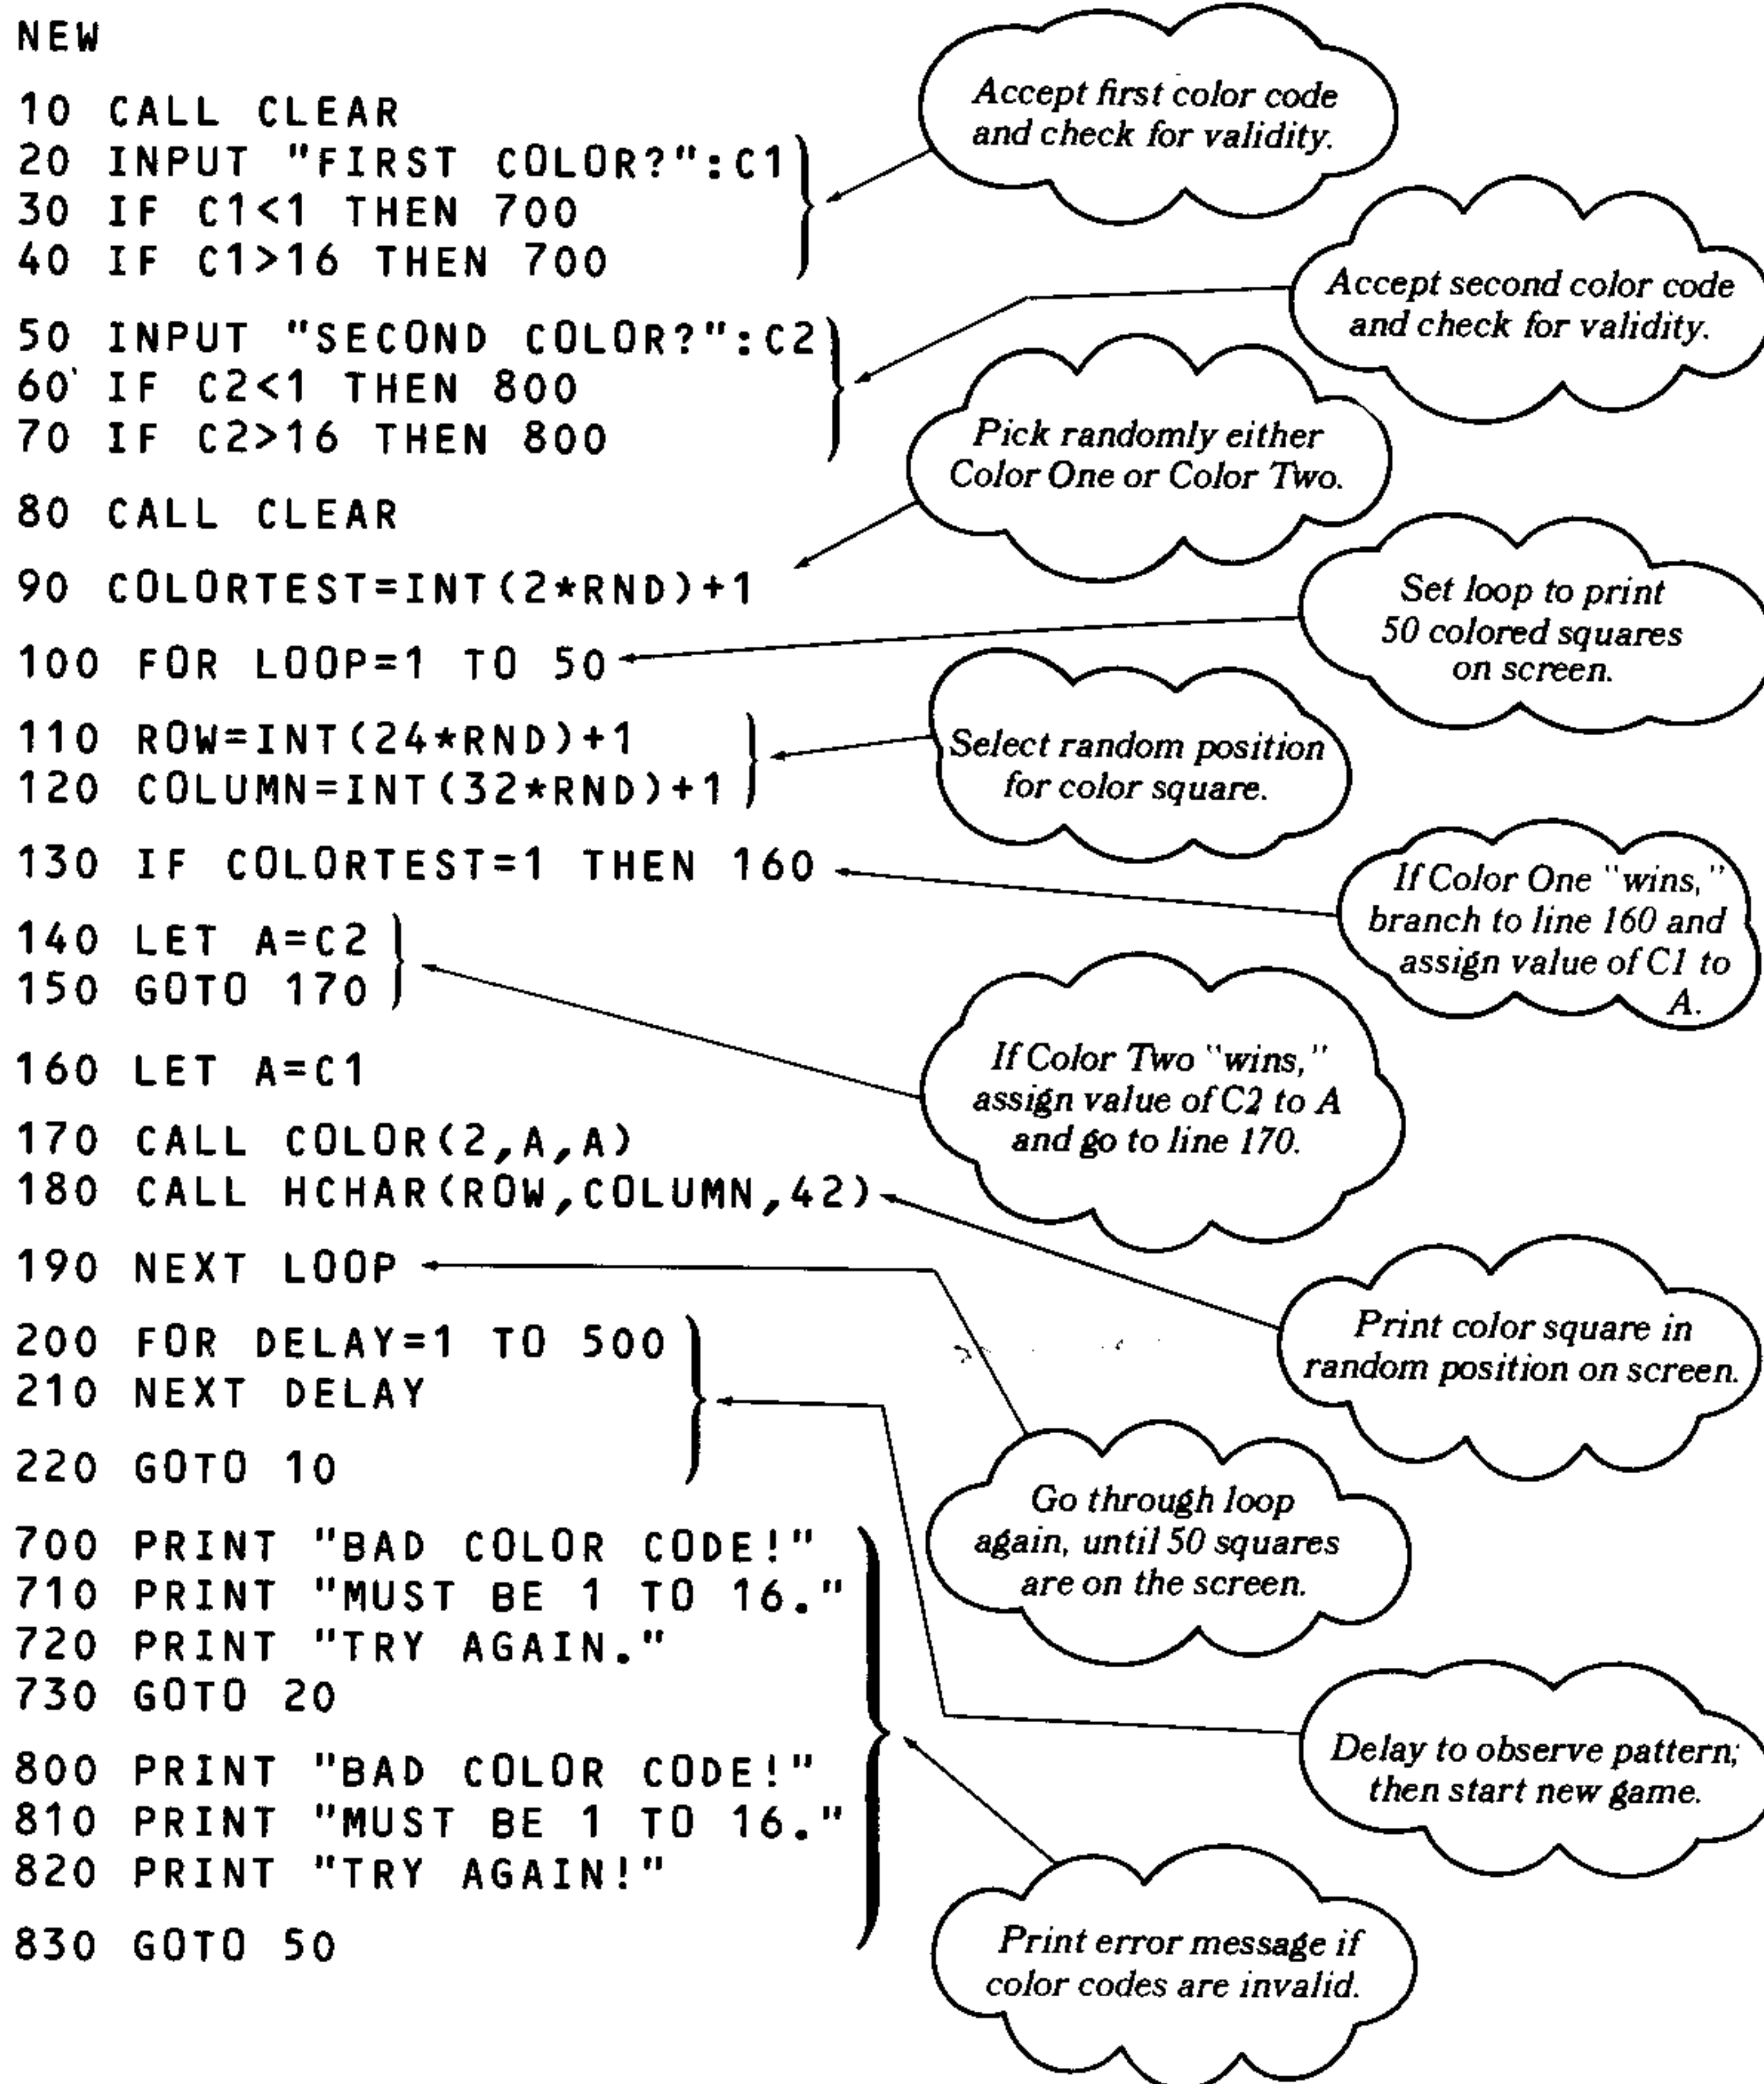 NEW
10 CALL CLEAR
20 INPUT "FIRST COLOR?":C1
30 IF C1<1 THEN 700
40 IF C1>16 THEN 700
Accept first color code
and check for validity.
50 INPUT "SECOND COLOR?":C2
60 IF C2<1 THEN 800
70 IF C2>16 THEN 800
Accept second color code
and check for validity.
80 CALL CLEAR
90 COLORTEST=INT(2*RND)+1
Pick randomly either
Color One or Color Two.
100 FOR LOOP=1 TO 50
Set loop to print
50 colored squares
on screen.
110 ROW=INT(24*RND)+1
120 COLUMN=INT(32*RND)+1
Select random position
for color square.
130 IF COLORTEST=1 THEN 160
If Color One "wins,"
branch to line 160 and
assign value of C1 to
A.
140 LET A=C2
150 GOTO 170
If Color Two "wins,"
assign value of C2 to A
and go to line 170.
160 LET A=C1
170 CALL COLOR(2,A,A)
180 CALL HCHAR(ROW,COLUMN,42)
Print color square in
random position on screen.
190 NEXT LOOP
Go through loop
again, until 50 squares
are on the screen.
200 FOR DELAY=1 TO 500
210 NEXT DELAY
220 GOTO 10
Delay to observe pattern;
then start new game.
700 PRINT "BAD COLOR CODE!"
710 PRINT "MUST BE 1 TO 16."
720 PRINT "TRY AGAIN."
730 GOTO 20
800 PRINT "BAD COLOR CODE!"
810 PRINT "MUST BE 1 TO 16."
820 PRINT "TRY AGAIN!"
830 GOTO 50
Print error message if
color codes are invalid.